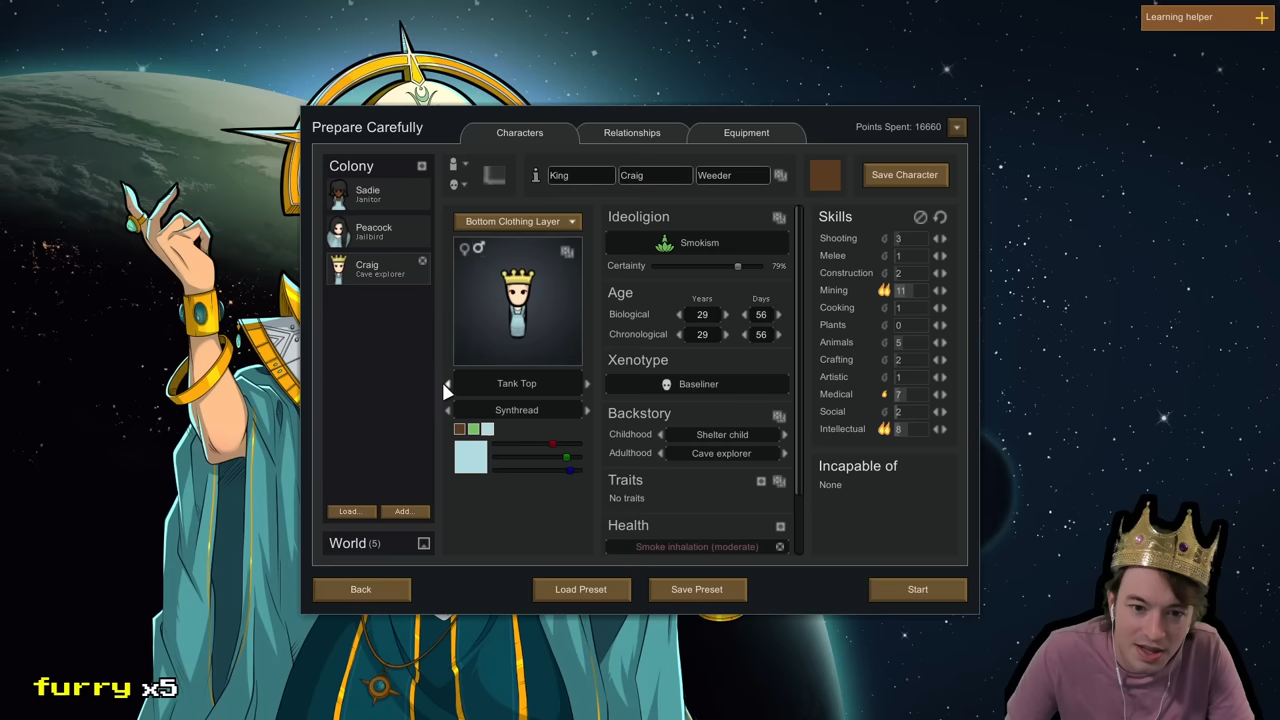 Learning helper
Prepare Carefully
Characters
Relationships
Equipment
Points Spent: 16660
Colony
Sadie
Janitor
Peacock
Jailbird
Craig
Cave explorer
Load...
Add...
World (5)
King
Craig
Weeder
Save Character
Bottom Clothing Layer
Tank Top
Synthread
Ideoligion
Smokism
Certainty
79%
Age
Years
Days
Biological
29
56
Chronological
29
56
Xenotype
Baseliner
Backstory
Childhood
Shelter child
Adulthood
Cave explorer
Traits
No traits
Health
Smoke inhalation (moderate)
Skills
Shooting 3
Melee 1
Construction 2
Mining 11
Cooking 1
Plants 0
Animals 5
Crafting 2
Artistic 1
Medical 7
Social 2
Intellectual 8
Incapable of
None
Back
Load Preset
Save Preset
Start
furry x5